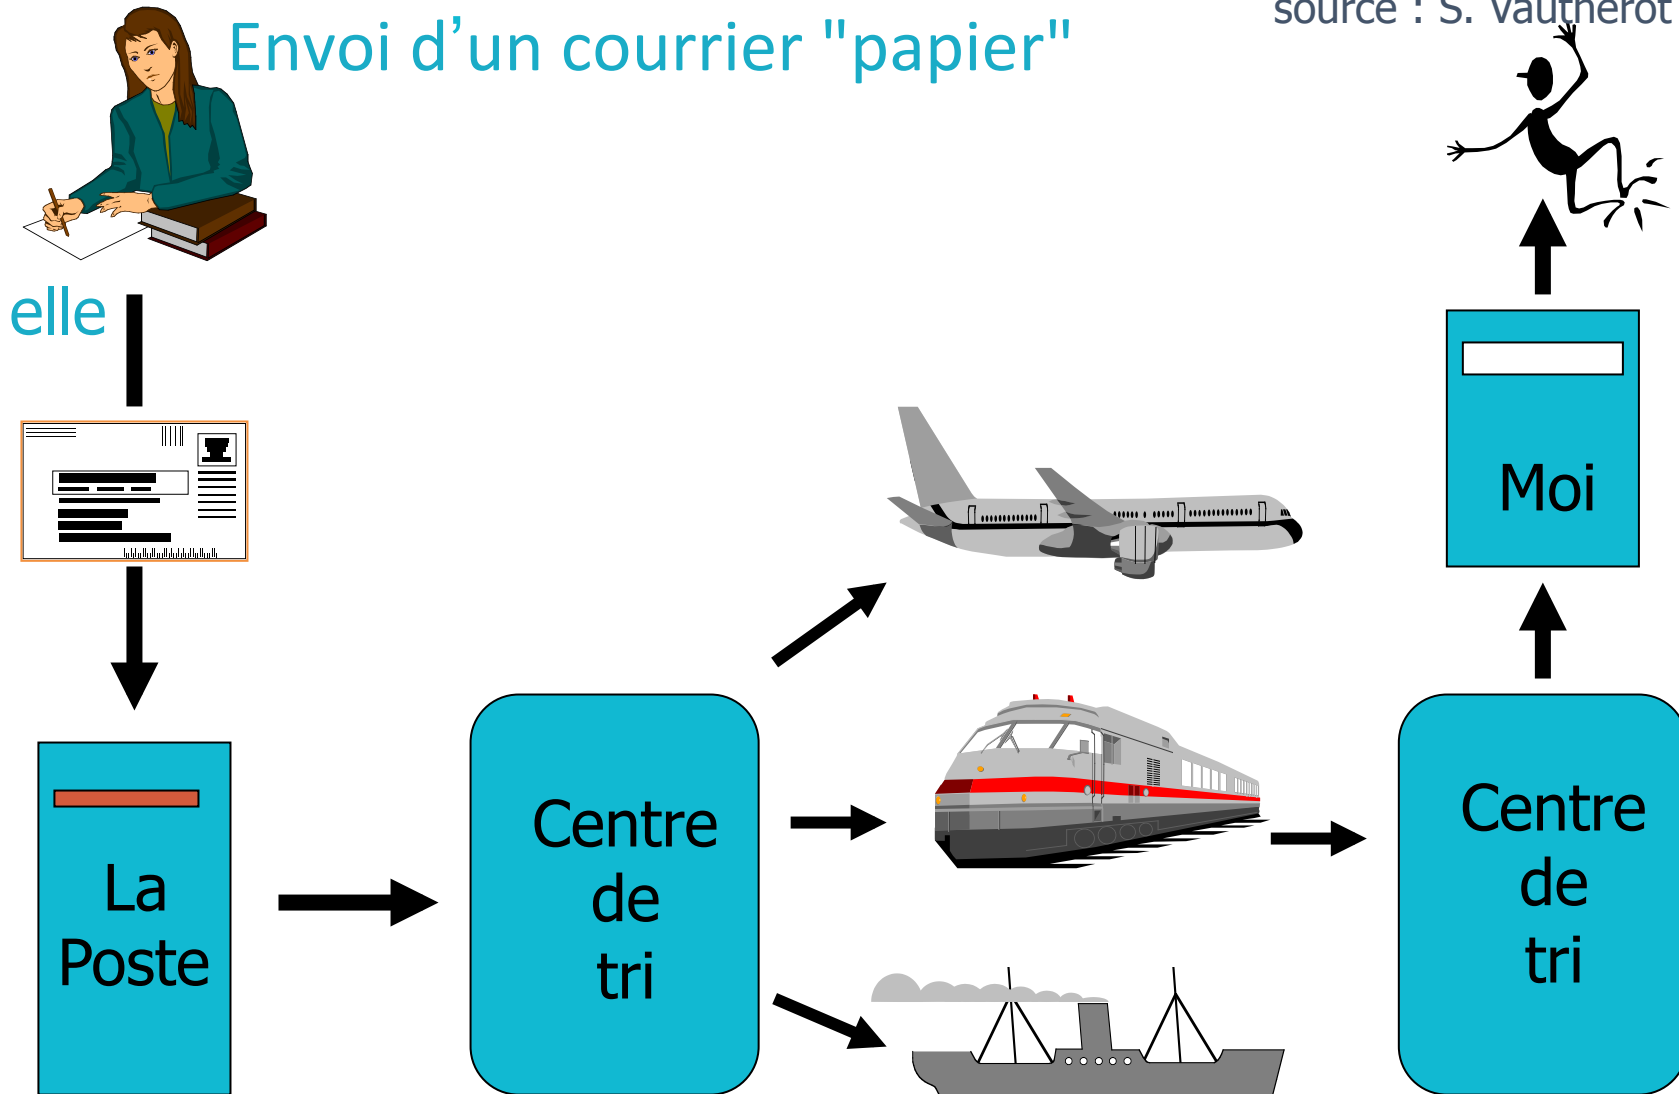 source : S. Vautherot
Envoi d’un courrier "papier"
elle
Moi
La
Poste
Centre
de
tri
Centre
de
tri